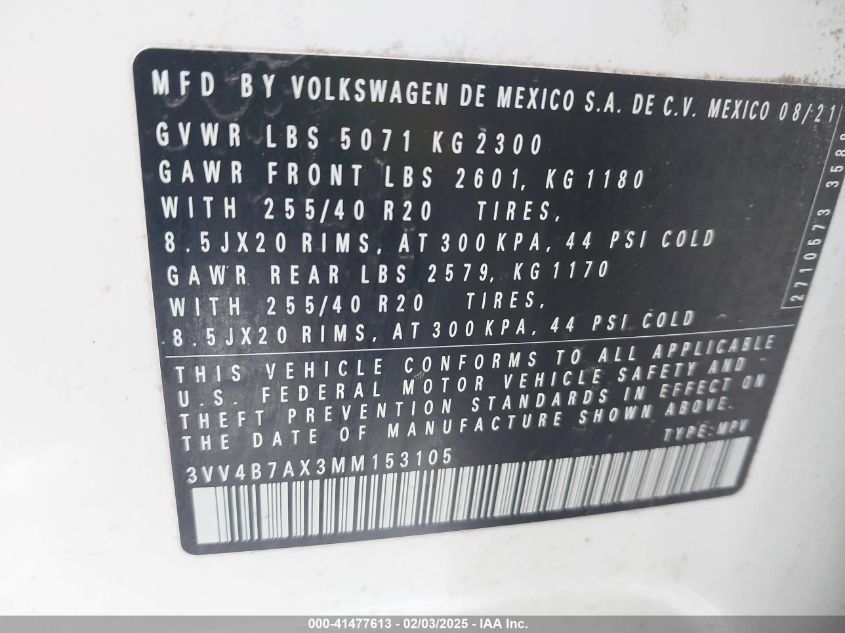 MFD BY VOLKSWAGEN DE MEXICO S.A. DE C.V. MEXICO 08/21
GVWR LBS 5071 KG 2300
GAWR FRONT LBS 2601, KG 1180
WITH 255/40 R20 TIRES,
8.5JX20 RIMS, AT 300 KPA, 44 PSI COLD
GAWR REAR LBS 2579, KG 1170
WITH 255/40 R20 TIRES,
8.5JX20 RIMS, AT 300 KPA, 44 PSI COLD
THIS VEHICLE CONFORMS TO ALL APPLICABLE
U.S. FEDERAL MOTOR VEHICLE SAFETY AND
THEFT PREVENTION STANDARDS IN EFFECT ON
THE DATE OF MANUFACTURE SHOWN ABOVE.
TYPE: MPV
3VV4B7AX3MM153105
2710573
000-41477613 - 02/03/2025 - IAA Inc.